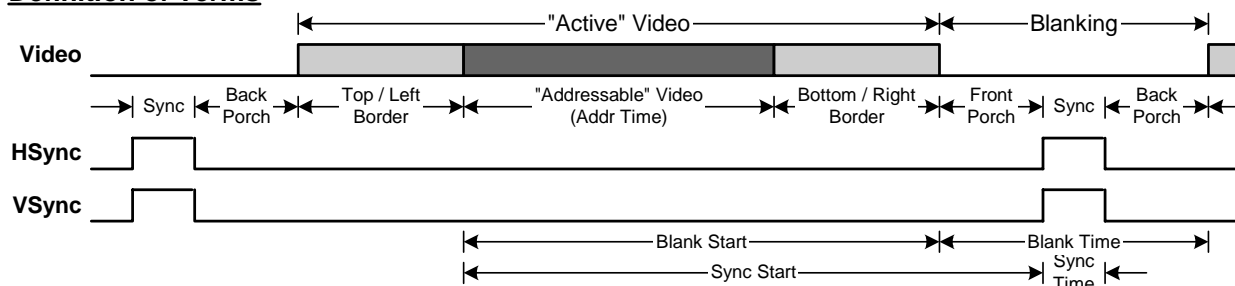 Definition of Terms
"Active" Video
Blanking
Video
Sync
Back Porch
Top / Left Border
"Addressable" Video (Addr Time)
Bottom / Right Border
Front Porch
Sync
Back Porch
HSync
VSync
Blank Start
Blank Time
Sync Start
Sync Time